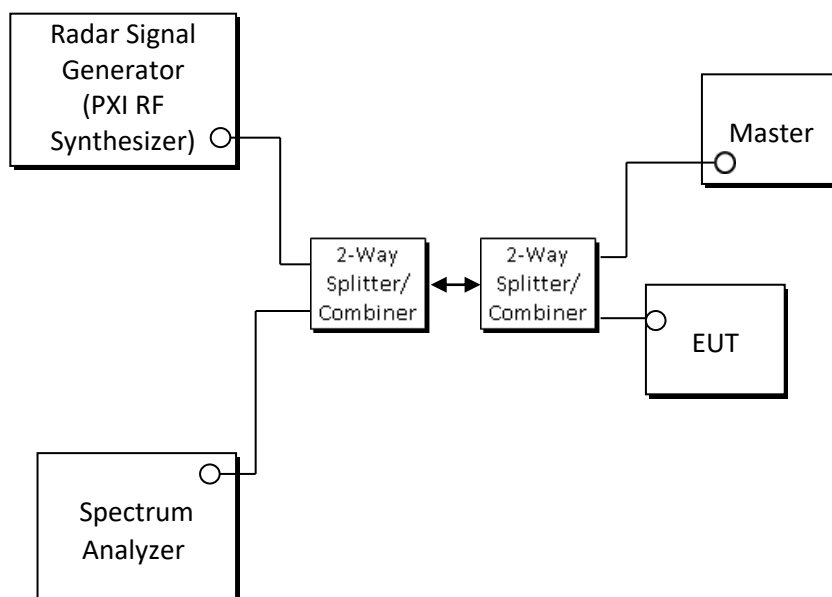 Radar Signal
Generator
(PXI RF
Synthesizer)
Master
2-Way
Splitter/
Combiner
2-Way
Splitter/
Combiner
EUT
Spectrum
Analyzer